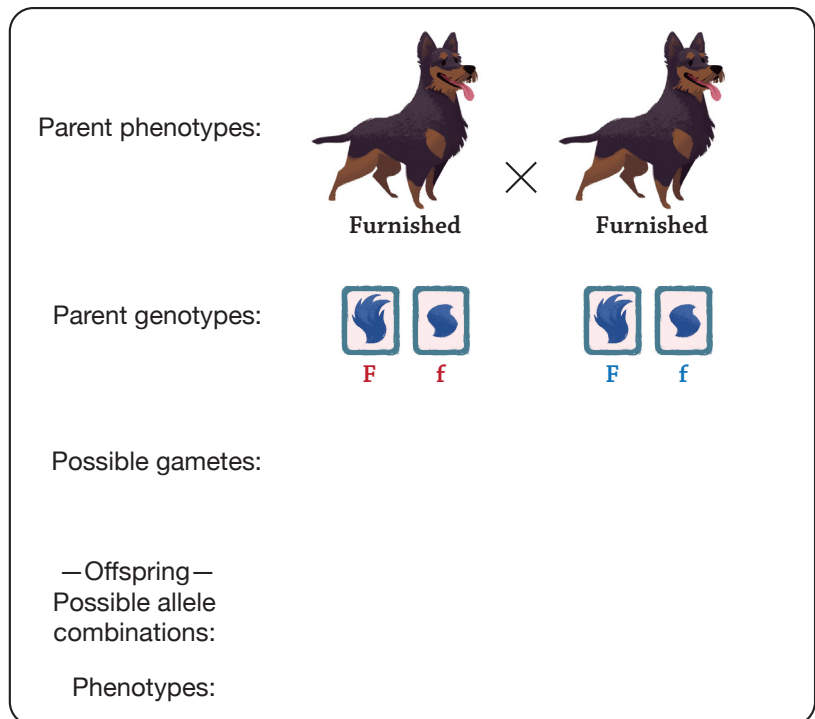 Parent phenotypes:
Furnished
Furnished
Parent genotypes:
F
f
F
f
Possible gametes:
—Offspring—
Possible allele
combinations:
Phenotypes: